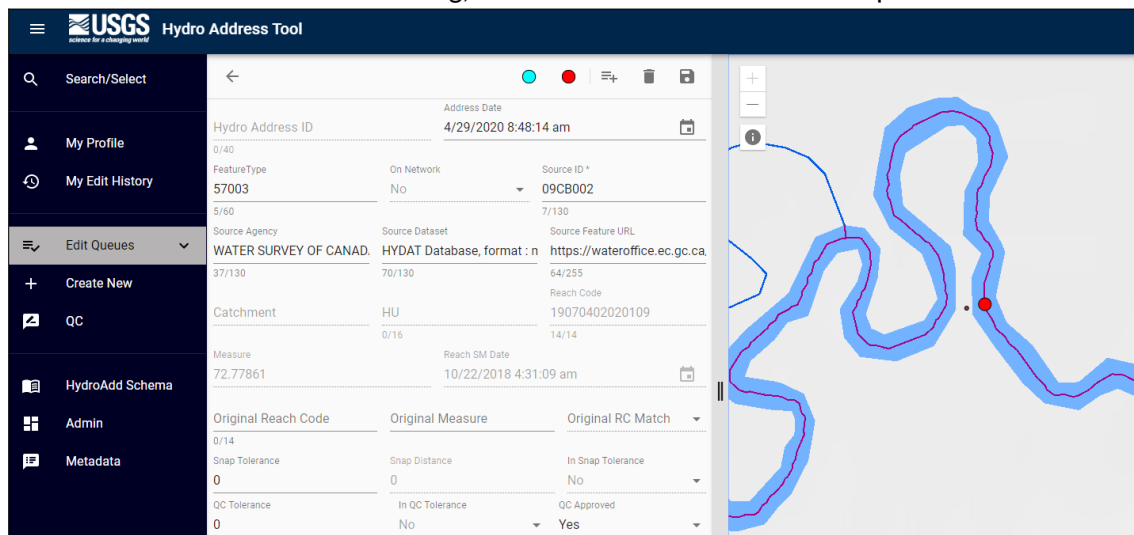 USGS
science for a changing world
Hydro Address Tool
Search/Select
My Profile
My Edit History
Edit Queues
Create New
QC
HydroAdd Schema
Admin
Metadata
Address Date
Hydro Address ID
4/29/2020 8:48:14 am
0/40
FeatureType
On Network
Source ID *
57003
No
09CB002
5/60
7/130
Source Agency
Source Dataset
Source Feature URL
WATER SURVEY OF CANAD.
HYDAT Database, format : m
https://wateroffice.ec.gc.ca,
37/130
70/130
64/255
Reach Code
Catchment
HU
19070402020109
0/16
14/14
Measure
Reach SM Date
72.77861
10/22/2018 4:31:09 am
Original Reach Code
Original Measure
Original RC Match
0/14
Snap Tolerance
Snap Distance
In Snap Tolerance
0
0
No
QC Tolerance
In QC Tolerance
QC Approved
0
No
Yes